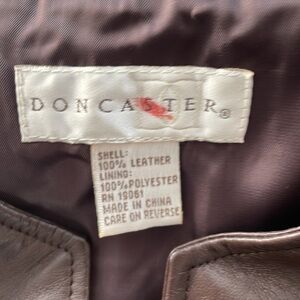 DONCASTER®
SHELL:
100% LEATHER
LINING:
100% POLYESTER
RN 19061
MADE IN CHINA
CARE ON REVERSE